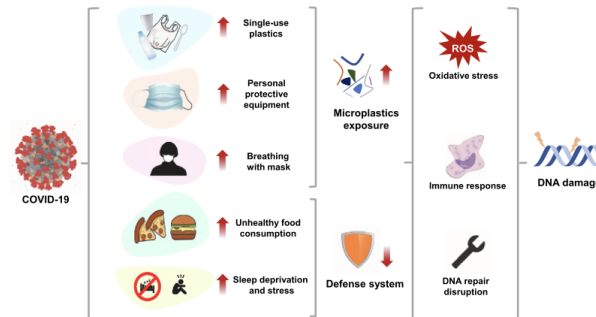 COVID-19
Single-use
plastics
Personal
protective
equipment
Breathing
with mask
Unhealthy food
consumption
Sleep deprivation
and stress
Microplastics
exposure
Defense system
ROS
Oxidative stress
Immune response
DNA repair
disruption
DNA damage